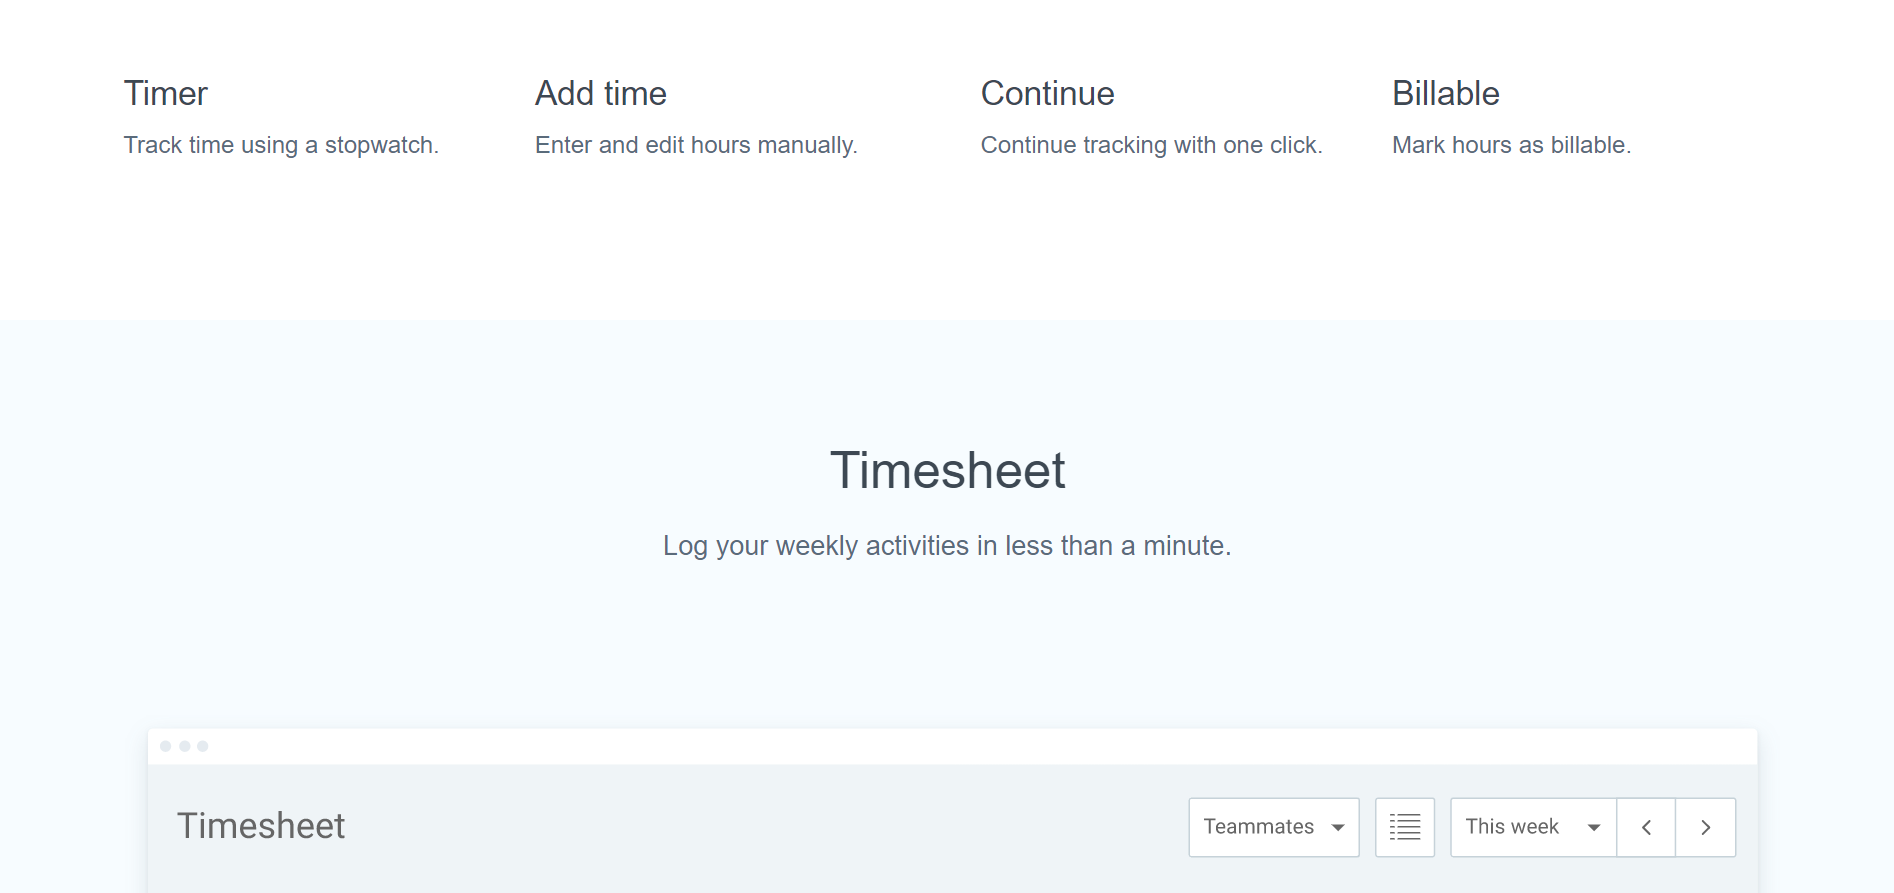 Timer
Track time using a stopwatch.
Add time
Enter and edit hours manually.
Continue
Continue tracking with one click.
Billable
Mark hours as billable.
Timesheet
Log your weekly activities in less than a minute.
Timesheet
Teammates
This week